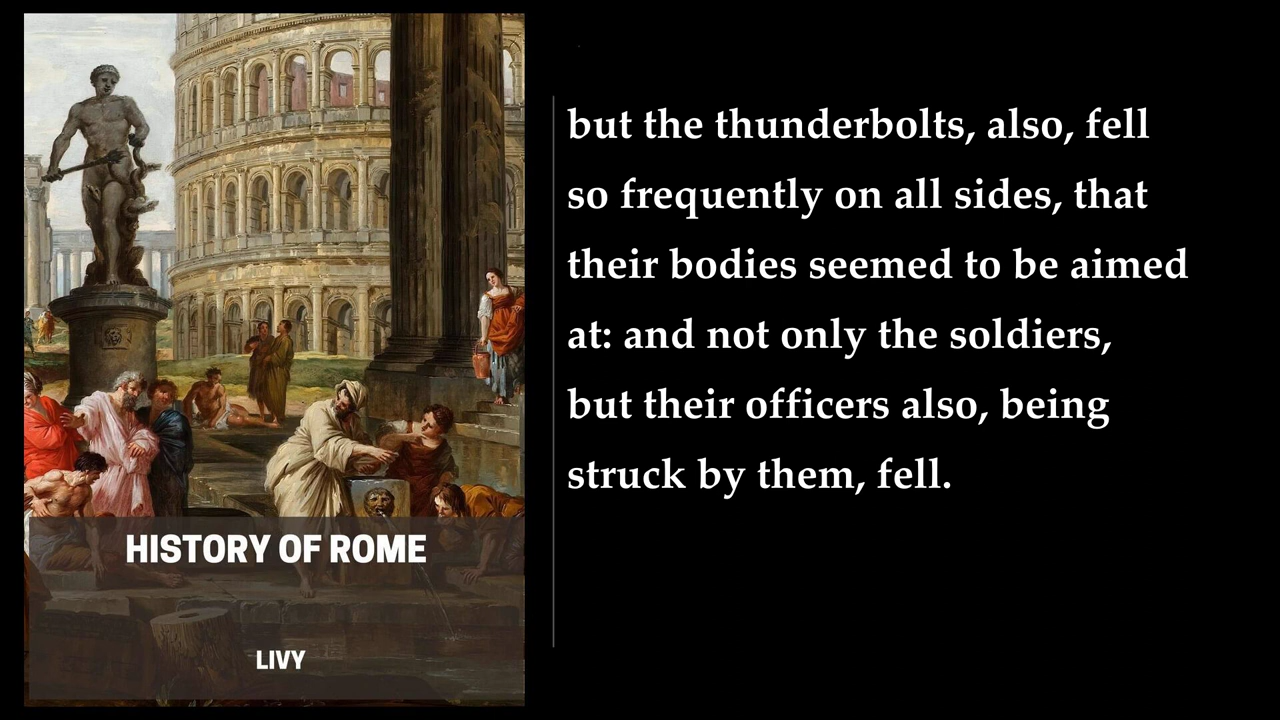 but the thunderbolts, also, fell
so frequently on all sides, that
their bodies seemed to be aimed
at: and not only the soldiers,
but their officers also, being
struck by them, fell.
HISTORY OF ROME
LIVY